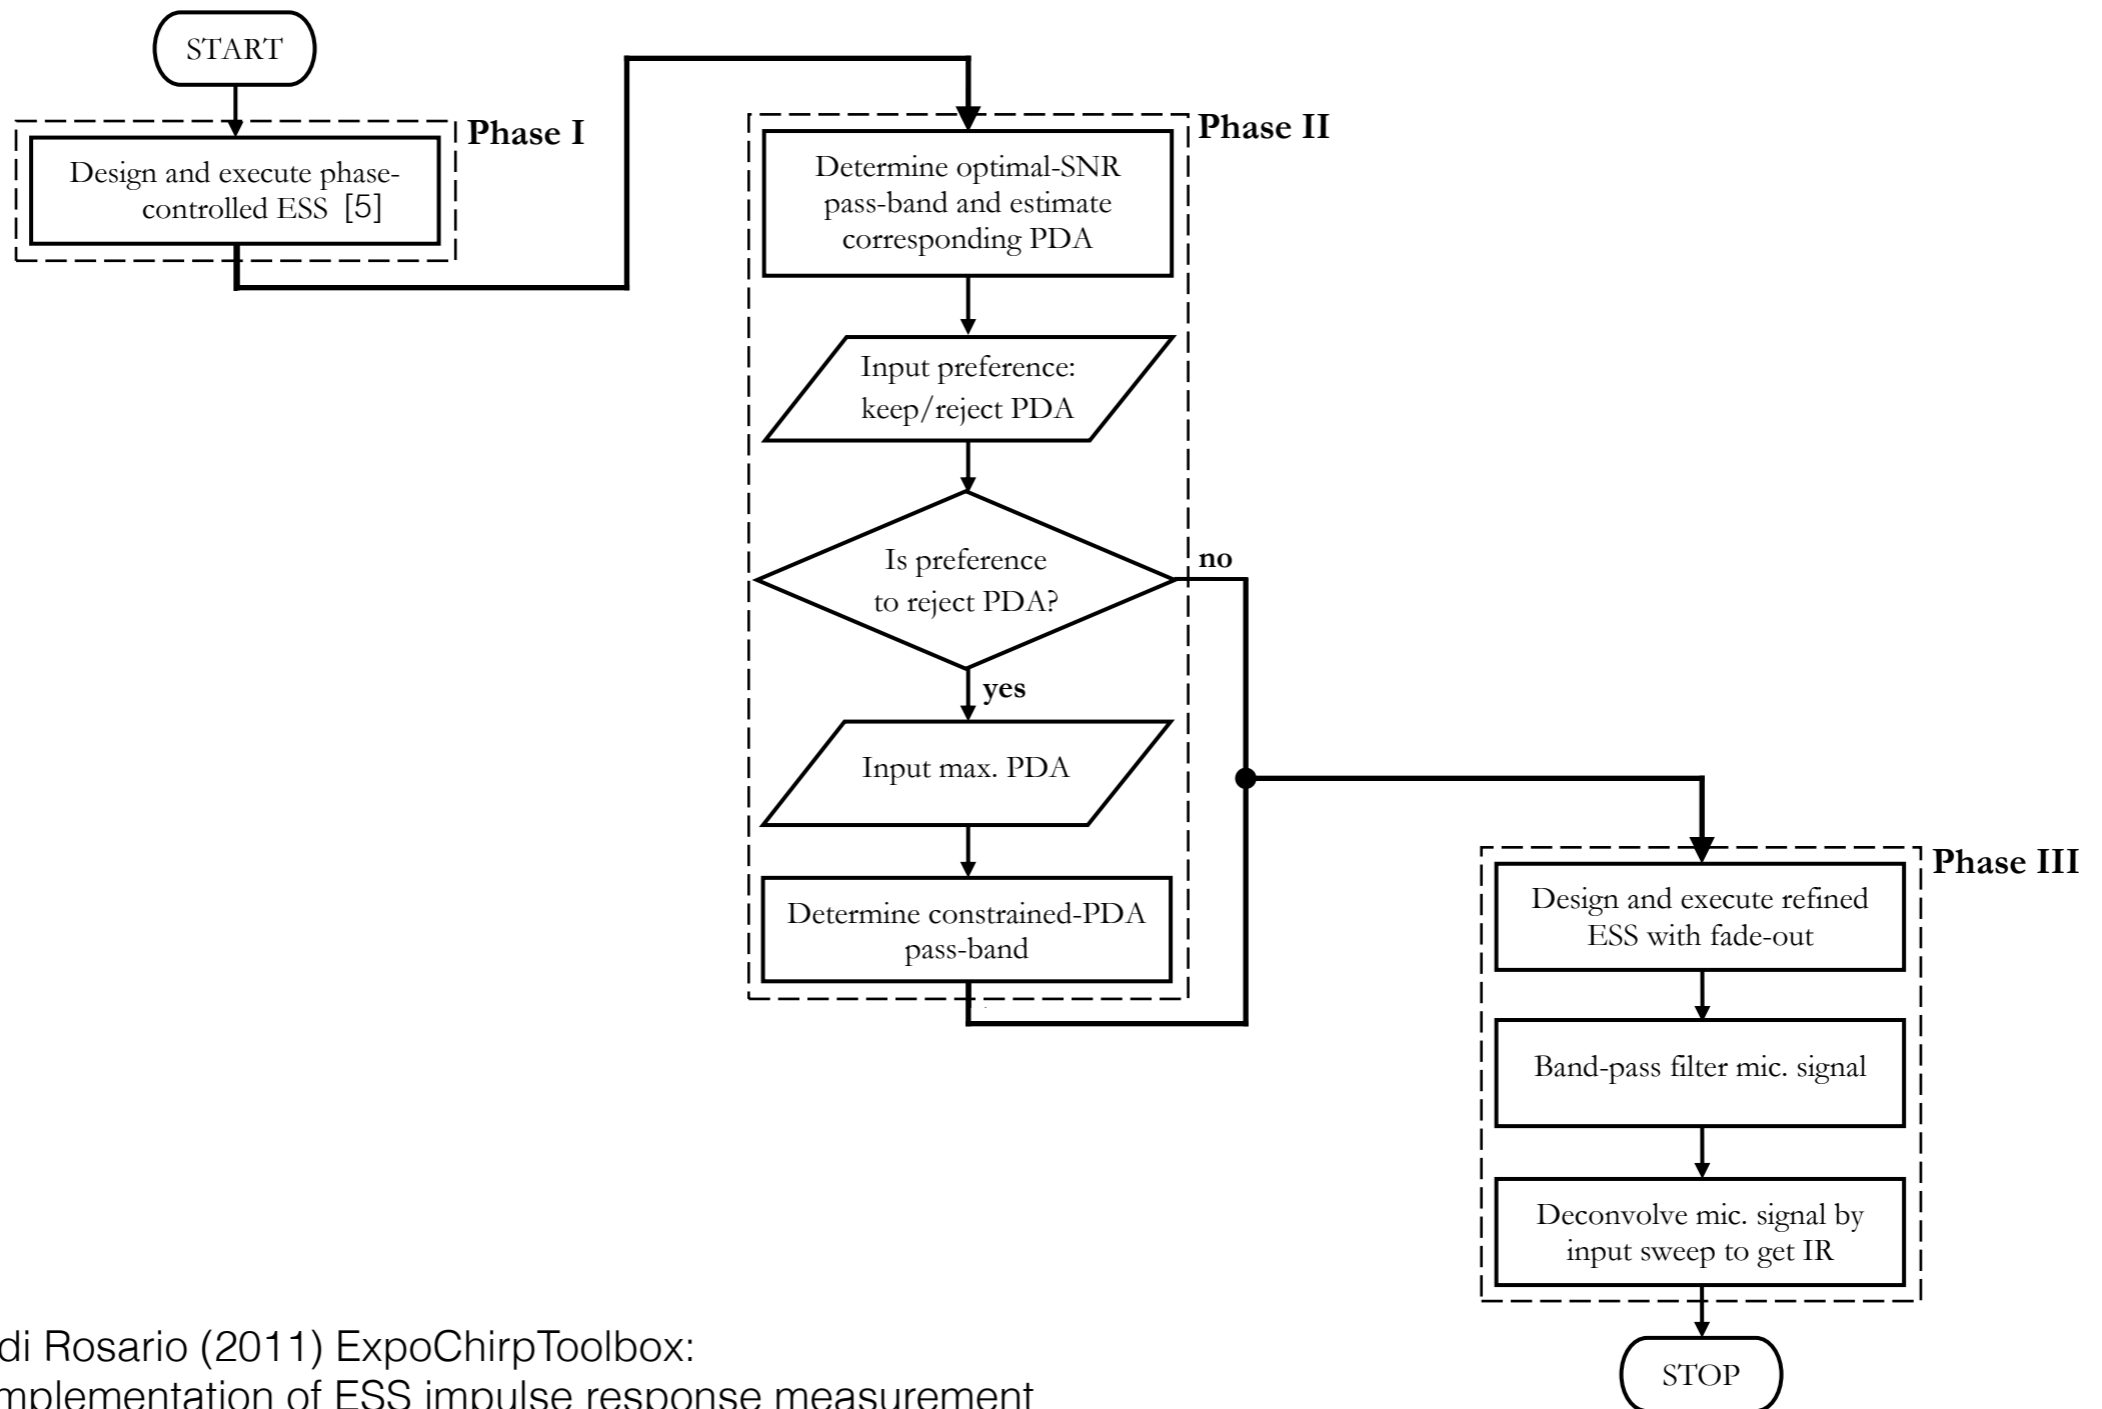 START
Phase I
Design and execute phase-
controlled ESS [5]
Phase II
Determine optimal-SNR
pass-band and estimate
corresponding PDA
Input preference:
keep/reject PDA
Is preference
to reject PDA?
no
yes
Input max. PDA
Determine constrained-PDA
pass-band
Phase III
Design and execute refined
ESS with fade-out
Band-pass filter mic. signal
Deconvolve mic. signal by
input sweep to get IR
STOP
di Rosario (2011) ExpoChirpToolbox:
mplementation of ESS impulse response measurement